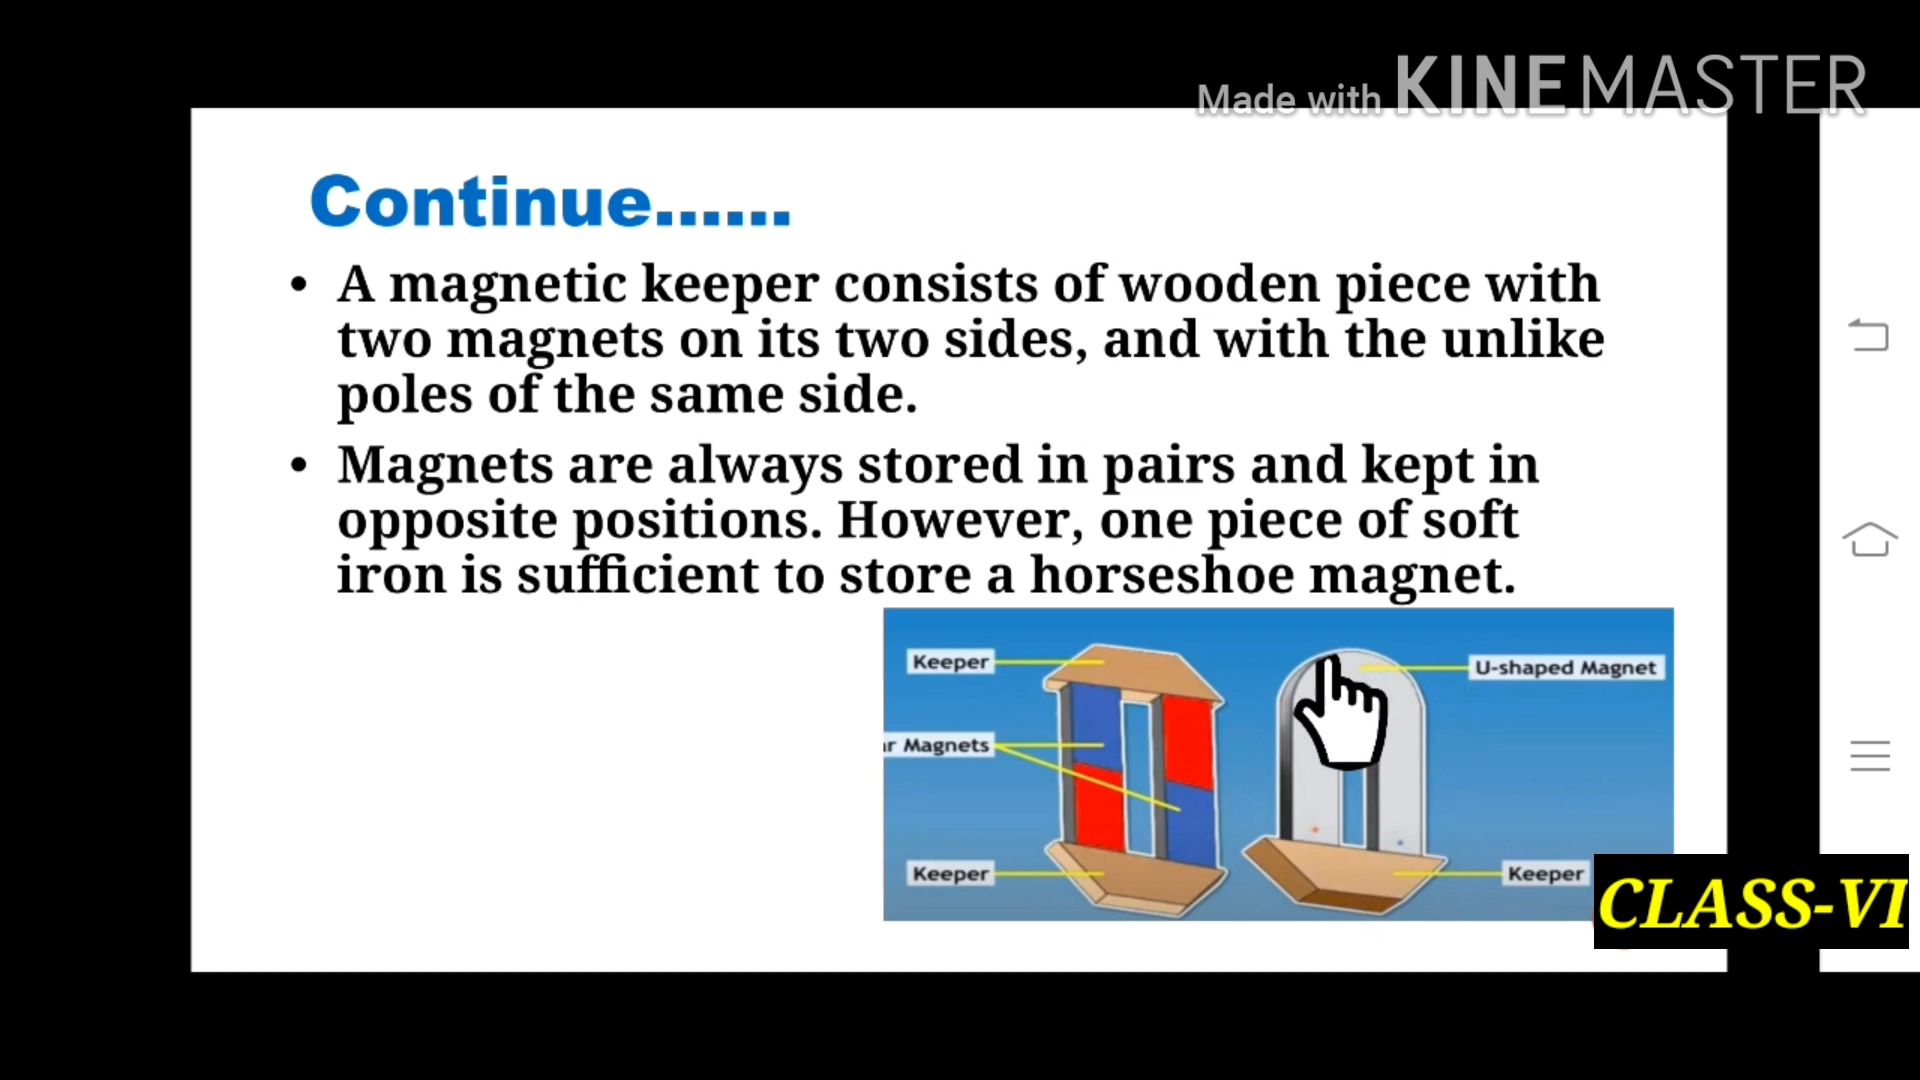 Made with KINEMASTER
Continue......
• A magnetic keeper consists of wooden piece with
two magnets on its two sides, and with the unlike
poles of the same side.
• Magnets are always stored in pairs and kept in
opposite positions. However, one piece of soft
iron is sufficient to store a horseshoe magnet.
Keeper
U-shaped Magnet
ar Magnets
Keeper
Keeper
CLASS-VI